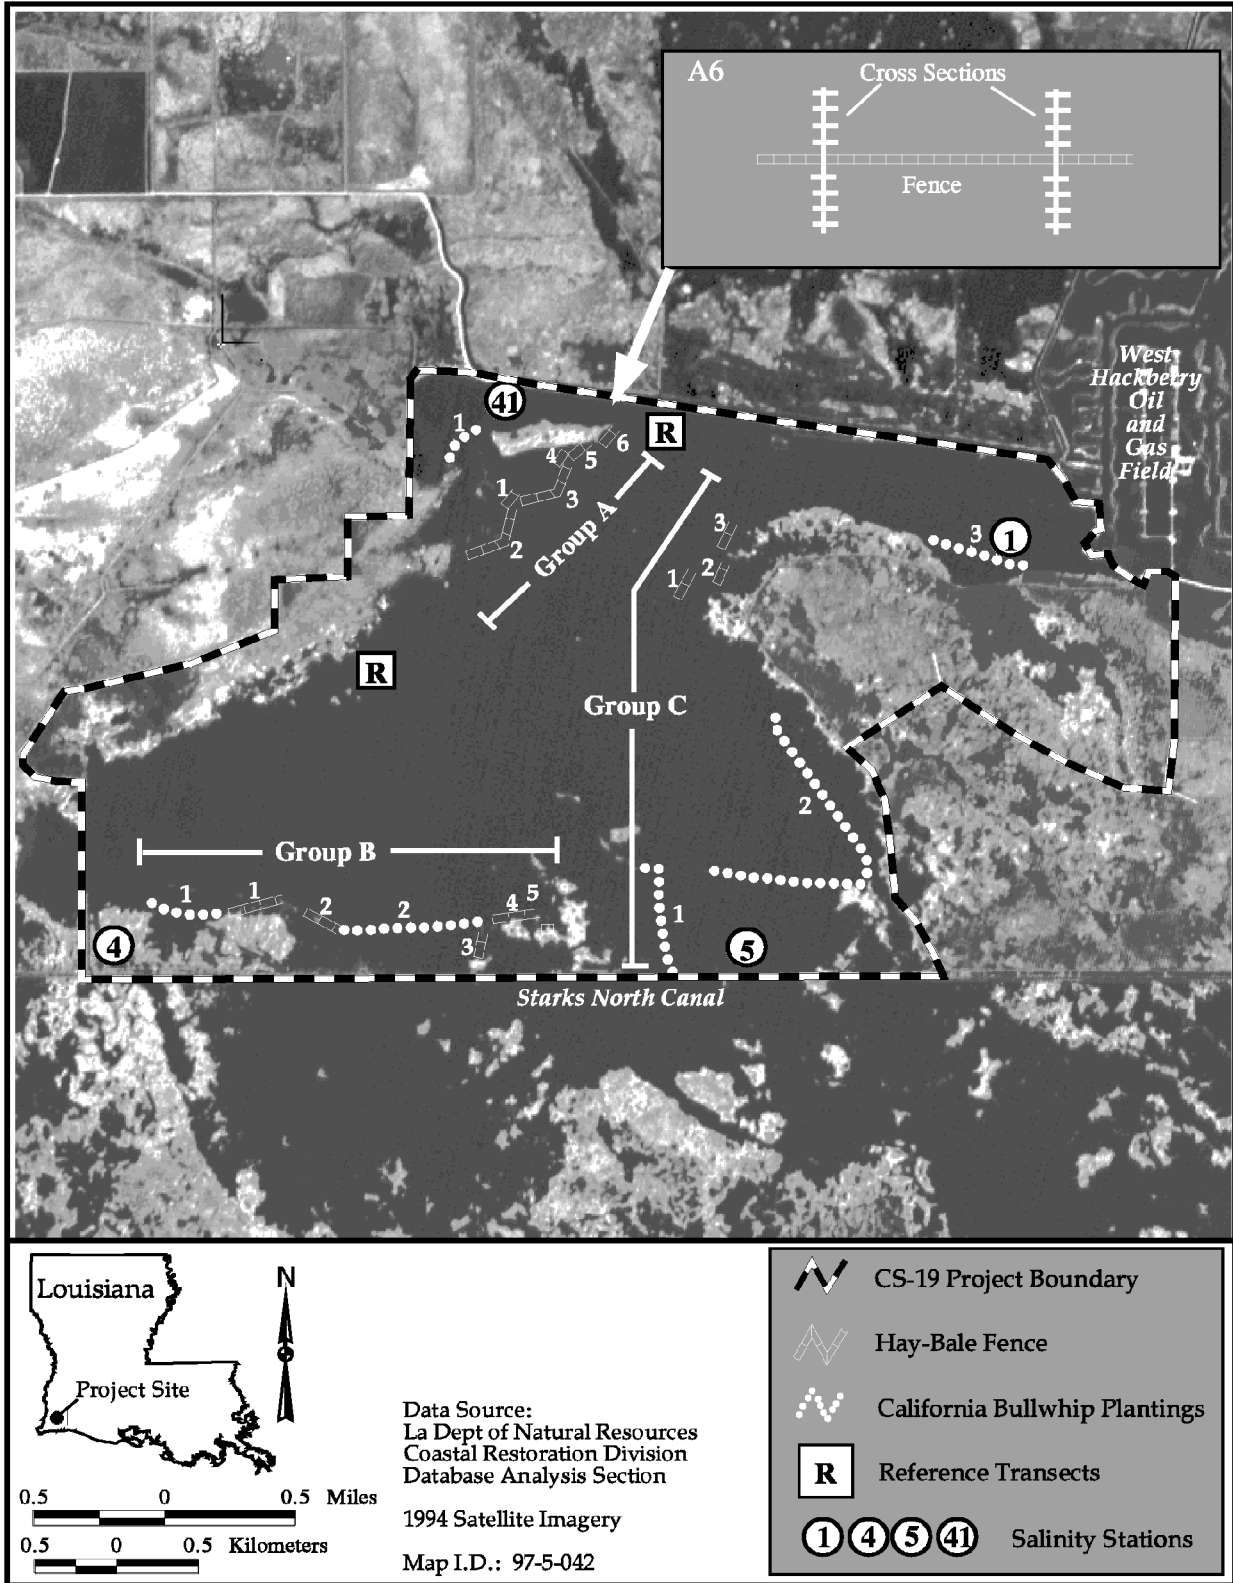 A6
Cross Sections
Fence
West
Hackberry
Oil
and
Gas
Field
41
R
1
4
5
6
1
3
2
Group A
3
1
2
3
1
R
Group C
2
Group B
1
1
2
2
4
5
3
1
4
5
Starks North Canal
Louisiana
Project Site
N
0.5 0 0.5 Miles
0.5 0 0.5 Kilometers
Data Source:
La Dept of Natural Resources
Coastal Restoration Division
Database Analysis Section
1994 Satellite Imagery
Map I.D.: 97-5-042
CS-19 Project Boundary
Hay-Bale Fence
California Bullwhip Plantings
R Reference Transects
1 4 5 41 Salinity Stations